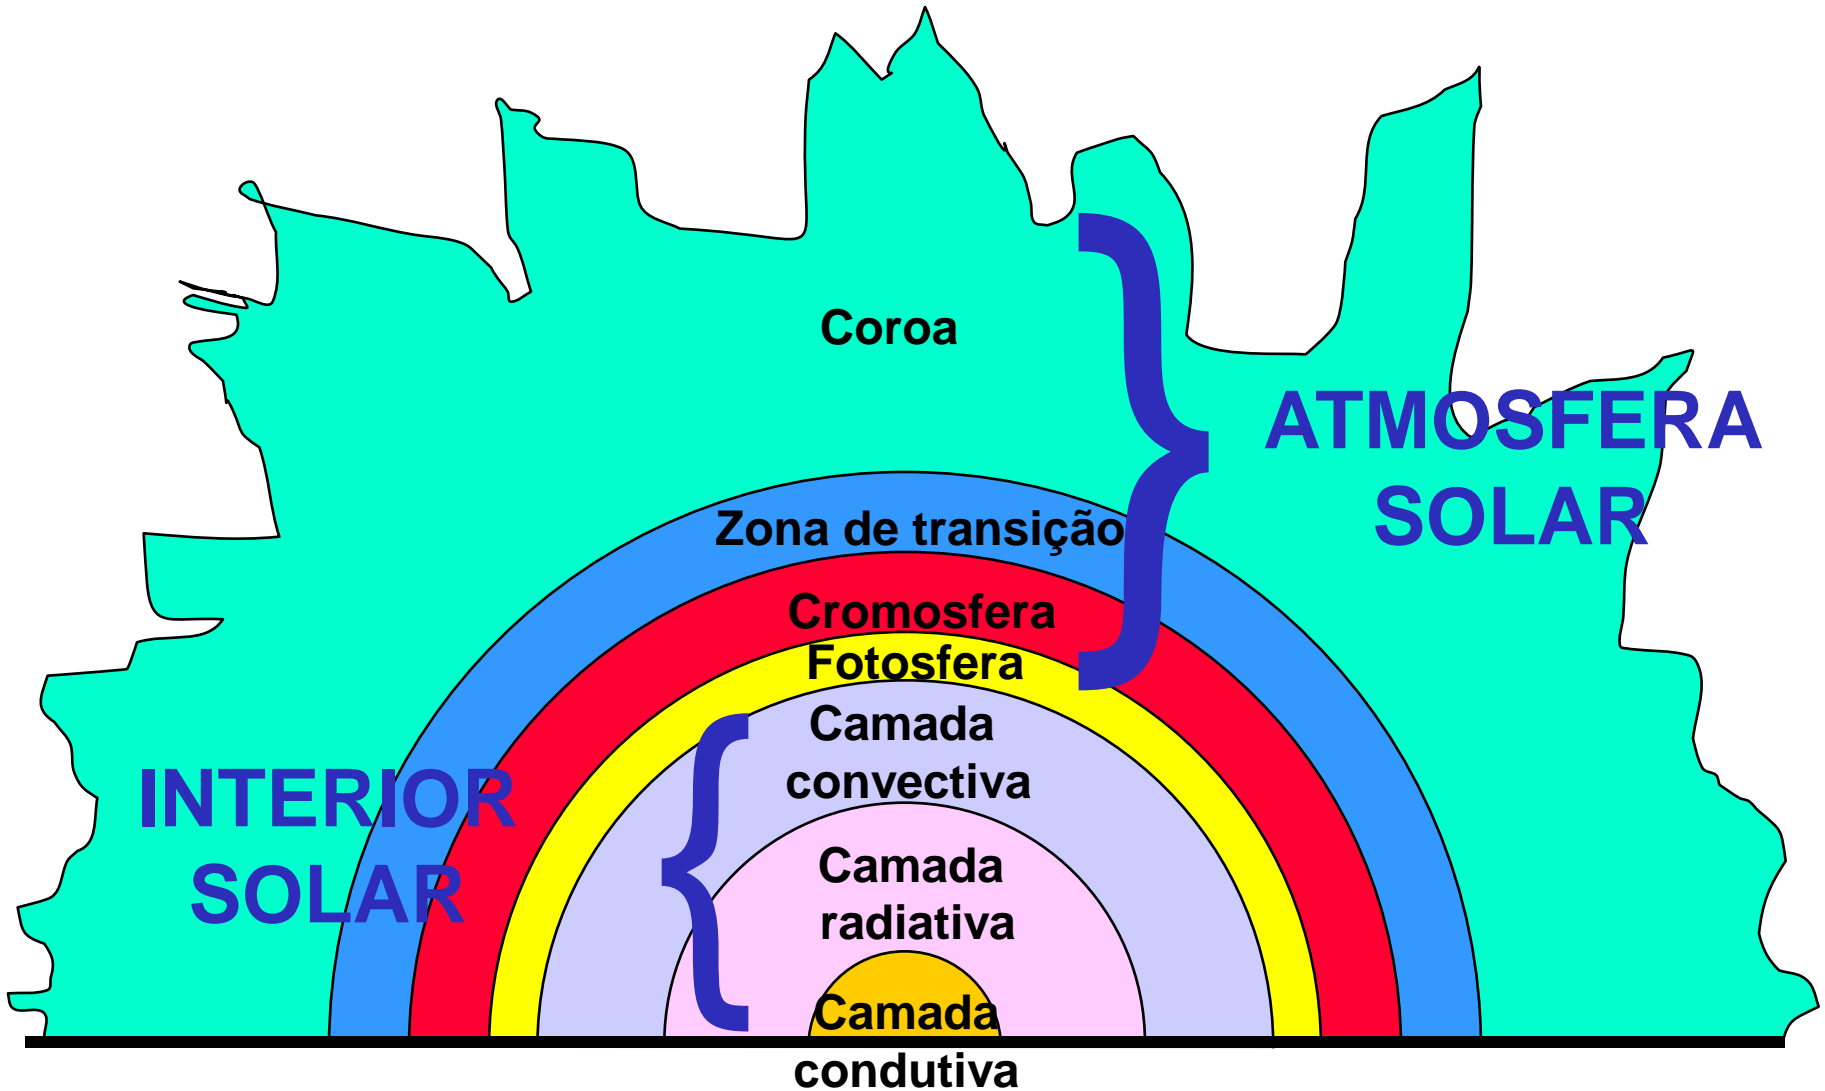 Coroa
ATMOSFERA
SOLAR
Zona de transição
Cromosfera
Fotosfera
Camada
convectiva
INTERIOR
SOLAR
Camada
radiativa
Camada
condutiva